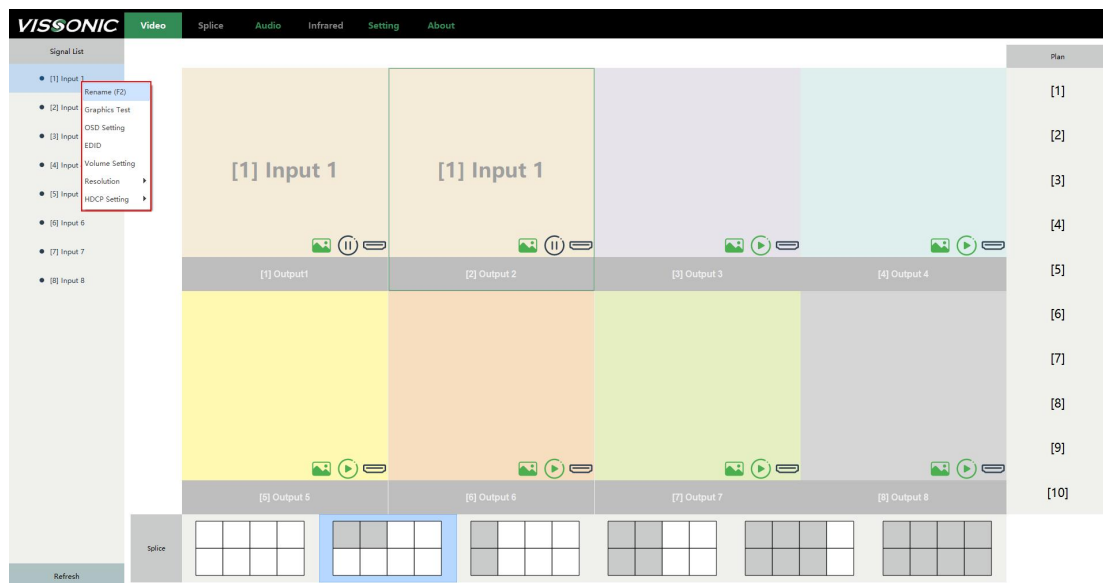 VISSONIC Video Splice Audio Infrared Setting About
Signal List
[1] Input 1
[2] Input
[3] Input
[4] Input
[5] Input
[6] Input 6
[7] Input 7
[8] Input 8
Refresh
Rename (F2)
Graphics Test
OSD Setting
EDID
Volume Setting
Resolution
HDCP Setting
[1] Input 1
[1] Input 1
[1] Output1
[2] Output 2
[3] Output 3
[4] Output 4
[5] Output 5
[6] Output 6
[7] Output 7
[8] Output 8
Splice
Plan
[1]
[2]
[3]
[4]
[5]
[6]
[7]
[8]
[9]
[10]